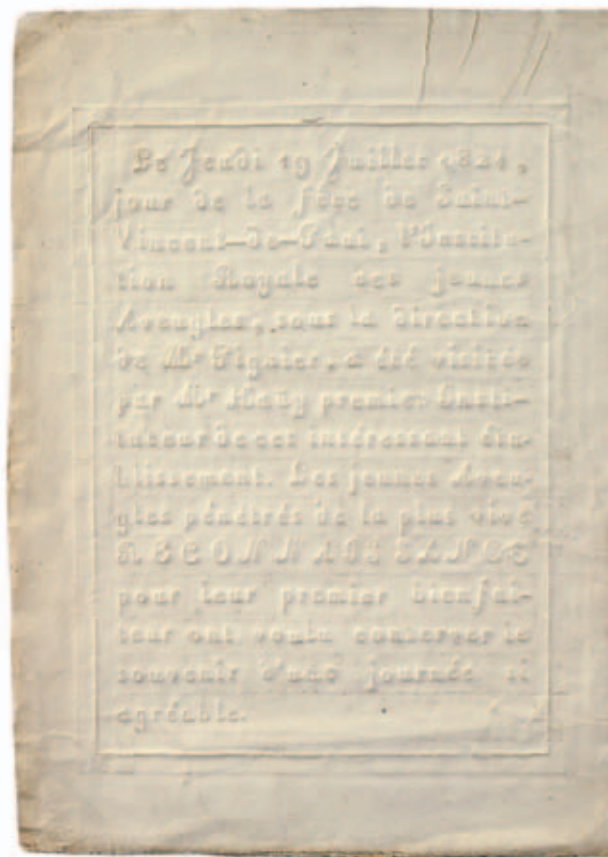 Le Jeudi 19 Juillet 1821,
jour de la fête de Saint-
Vincent-de-Paul, l'Institu-
tion Royale des jeunes
Aveugles, sous la directive
de Mr Pignier, a été visitée
par Mr Haüy premier Insti-
tuteur de cet intéressant éta-
blissement. Les jeunes Aveu-
gles pénétrés de la plus vive
RECONNAISSANCE
pour leur premier bienfai-
teur ont voulu conserver le
souvenir d'une journée si
agréable.